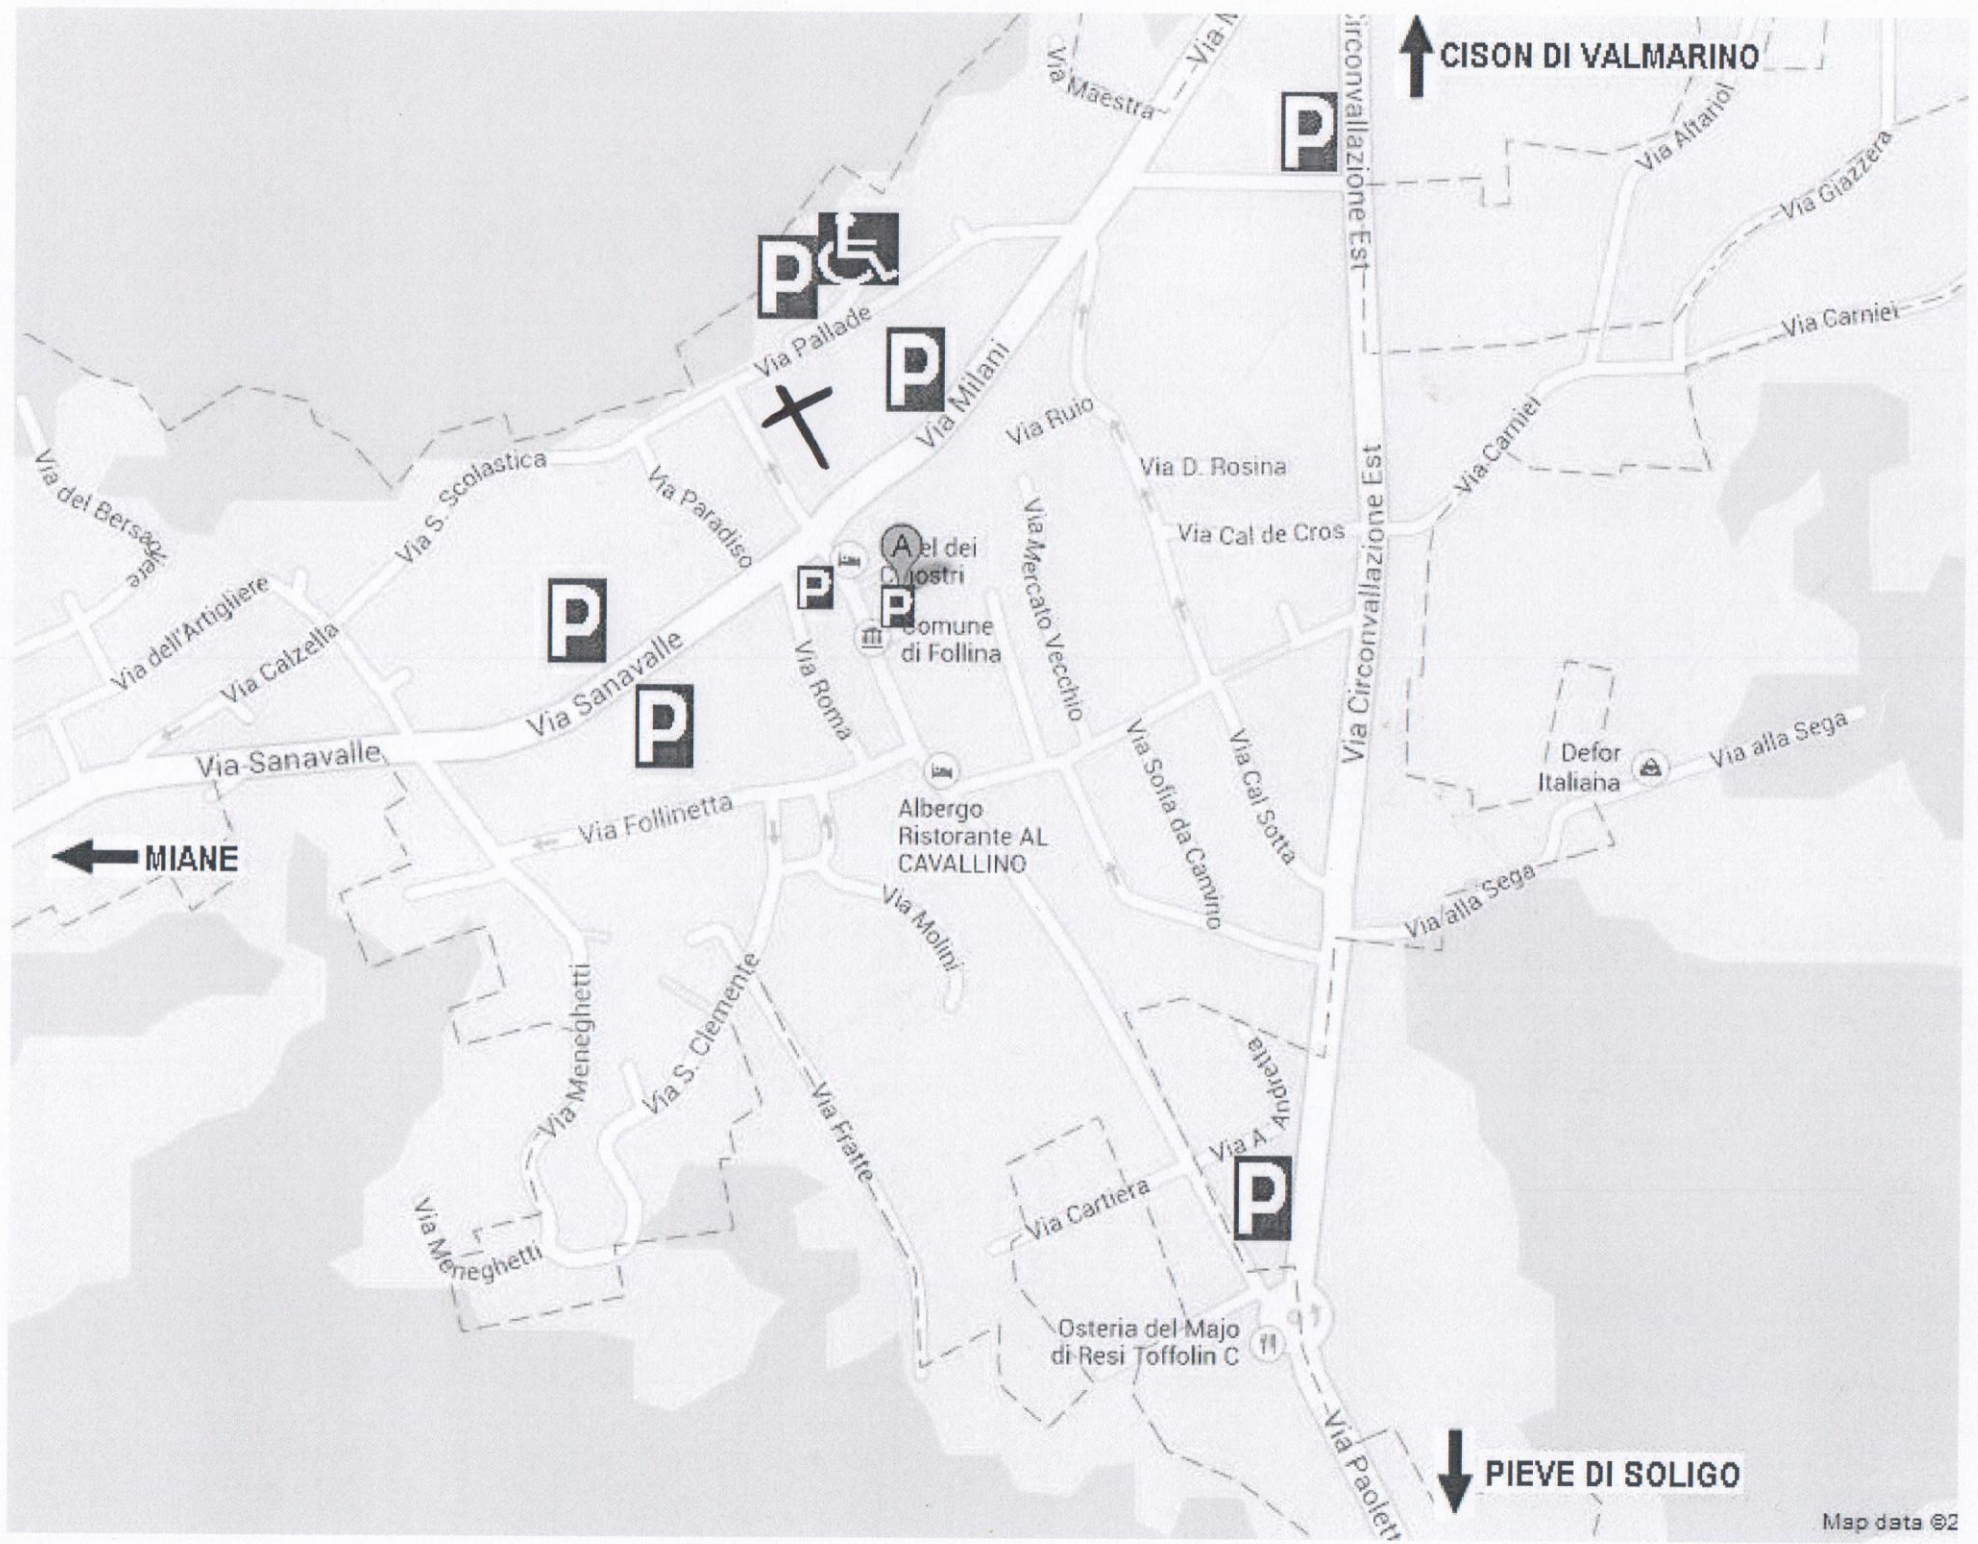 CISON DI VALMARINO
Via M
Via Maestra
P
Via Circonvallazione Est
Via Altariol
Via Giazzera
P
Via Pallade
P
Via Milani
Via Carniei
Via Ruio
Via D. Rosina
Via Carniei
Via Cal de Cros
Via del Bersagliere
Via S. Scolastica
Via Paradiso
A
el dei
P
P
P
Comune
di Follina
Via Mercato Vecchio
Via dell'Artigliere
Via Calzella
Via Sanavalle
Via Roma
P
Via Circonvallazione Est
Via Sanavalle
Via Sofia da Camino
Via Cal Sotta
Defor
Italiana
Via alla Sega
Via Follinetta
Albergo
Ristorante AL
CAVALLINO
MIANE
Via Molini
Via alla Sega
Via Meneghetti
Via S. Clemente
Via Fratte
Via A. Andretta
P
Via Cartiera
Via Meneghetti
Osteria del Majo
di Resi Toffolin C
Via Paolett
PIEVE DI SOLIGO
Map data ©2